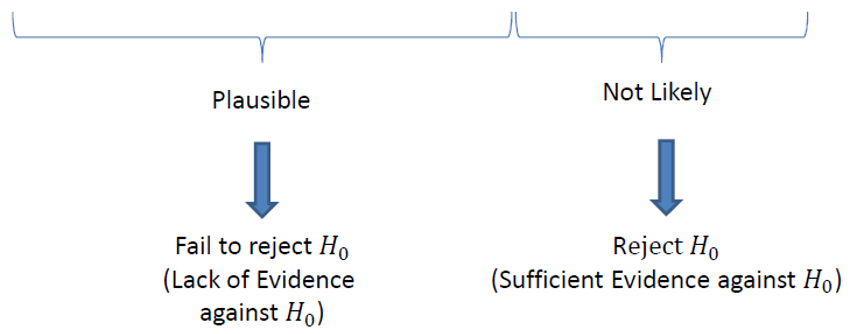 Plausible
Not Likely
Fail to reject H₀
(Lack of Evidence
against H₀)
Reject H₀
(Sufficient Evidence against H₀)